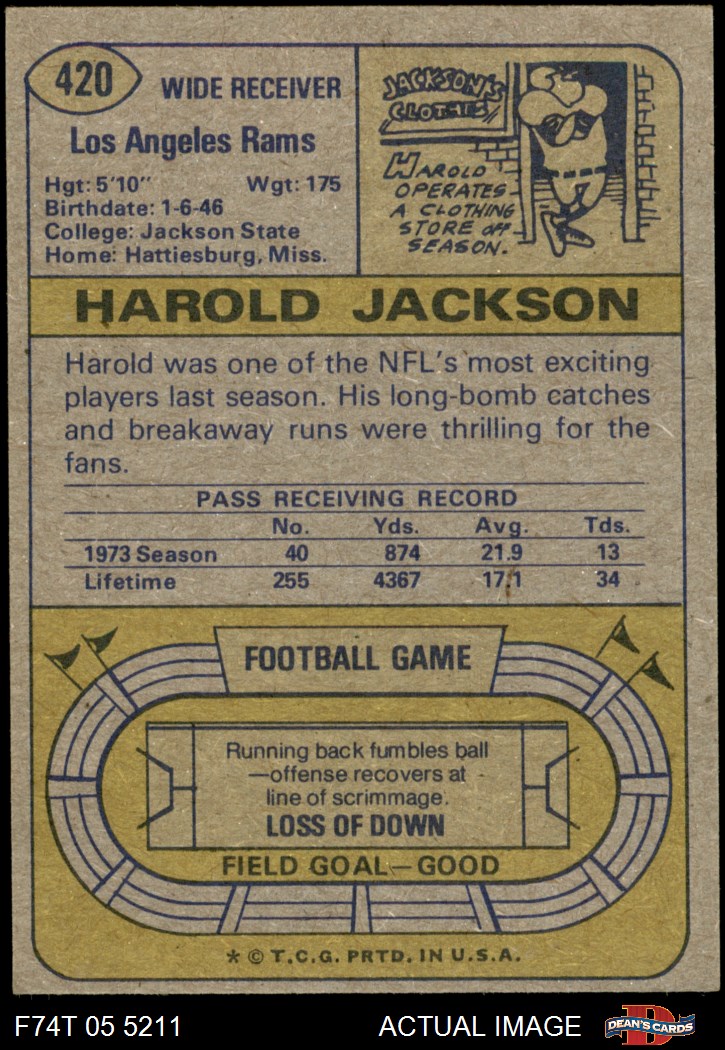 420
WIDE RECEIVER
Los Angeles Rams
Hgt: 5'10" Wgt: 175
Birthdate: 1-6-46
College: Jackson State
Home: Hattiesburg, Miss.
JACKSON'S
CLOTHES
HAROLD
OPERATES
A CLOTHING
STORE OFF
SEASON.
HAROLD JACKSON
Harold was one of the NFL's most exciting
players last season. His long-bomb catches
and breakaway runs were thrilling for the
fans.
PASS RECEIVING RECORD
No. Yds. Avg. Tds.
1973 Season 40 874 21.9 13
Lifetime 255 4367 17.1 34
FOOTBALL GAME
Running back fumbles ball
—offense recovers at
line of scrimmage.
LOSS OF DOWN
FIELD GOAL—GOOD
* © T.C.G. PRTD. IN U.S.A.
F74T 05 5211 ACTUAL IMAGE
D
DEAN'S CARDS